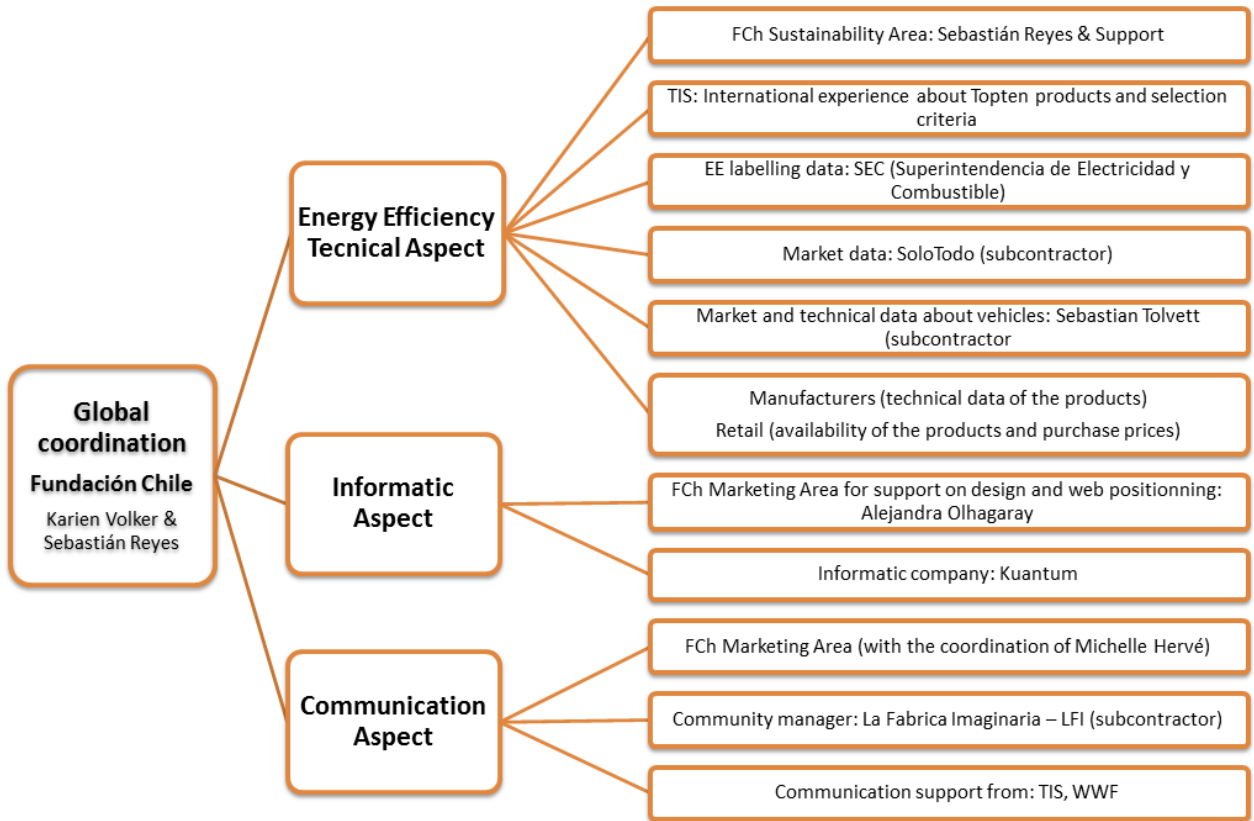 Global
coordination
Fundación Chile
Karien Volker &
Sebastián Reyes
Energy Efficiency
Tecnical Aspect
FCh Sustainability Area: Sebastián Reyes & Support
TIS: International experience about Topten products and selection
criteria
EE labelling data: SEC (Superintendencia de Electricidad y
Combustible)
Market data: SoloTodo (subcontractor)
Market and technical data about vehicles: Sebastian Tolvett
(subcontractor
Manufacturers (technical data of the products)
Retail (availability of the products and purchase prices)
Informatic
Aspect
FCh Marketing Area for support on design and web positionning:
Alejandra Olhagaray
Informatic company: Kuantum
Communication
Aspect
FCh Marketing Area (with the coordination of Michelle Hervé)
Community manager: La Fabrica Imaginaria – LFI (subcontractor)
Communication support from: TIS, WWF